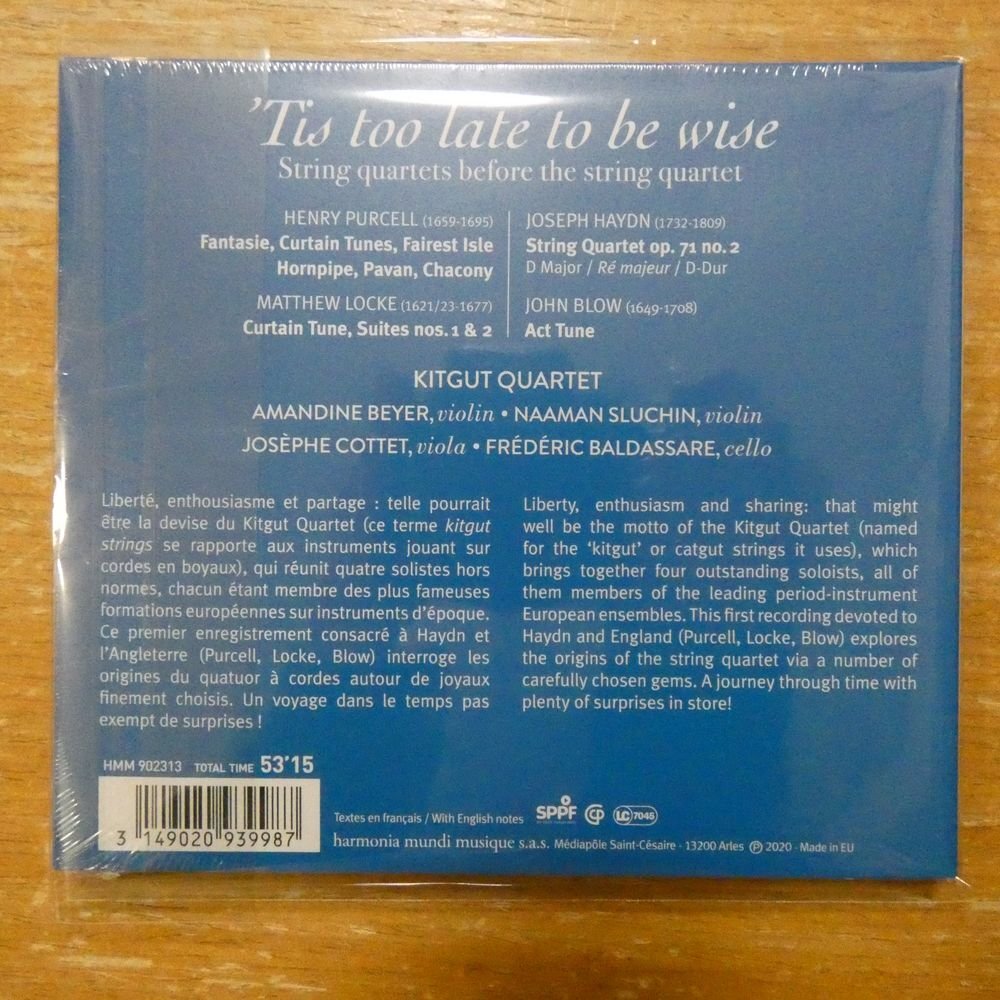 'Tis too late to be wise
String quartets before the string quartet
HENRY PURCELL (1659-1695)
Fantasie, Curtain Tunes, Fairest Isle
Hornpipe, Pavan, Chacony
MATTHEW LOCKE (1621/23-1677)
Curtain Tune, Suites nos. 1 & 2
JOSEPH HAYDN (1732-1809)
String Quartet op. 71 no. 2
D Major / Ré majeur / D-Dur
JOHN BLOW (1649-1708)
Act Tune
KITGUT QUARTET
AMANDINE BEYER, violin • NAAMAN SLUCHIN, violin
JOSÈPHE COTTET, viola • FRÉDÉRIC BALDASSARE, cello
Liberté, enthousiasme et partage : telle pourrait
être la devise du Kitgut Quartet (ce terme kitgut
strings se rapporte aux instruments jouant sur
cordes en boyaux), qui réunit quatre solistes hors
normes, chacun étant membre des plus fameuses
formations européennes sur instruments d'époque.
Ce premier enregistrement consacré à Haydn et
l'Angleterre (Purcell, Locke, Blow) interroge les
origines du quatuor à cordes autour de joyaux
finement choisis. Un voyage dans le temps pas
exempt de surprises !
Liberty, enthusiasm and sharing: that might
well be the motto of the Kitgut Quartet (named
for the 'kitgut' or catgut strings it uses), which
brings together four outstanding soloists, all of
them members of the leading period-instrument
European ensembles. This first recording devoted to
Haydn and England (Purcell, Locke, Blow) explores
the origins of the string quartet via a number of
carefully chosen gems. A journey through time with
plenty of surprises in store!
HMM 902313 TOTAL TIME 53'15
3 149020 939987
Textes en français / With English notes
SPPF
LC 7045
harmonia mundi musique s.a.s. Médiapôle Saint-Césaire · 13200 Arles ℗ 2020 · Made in EU